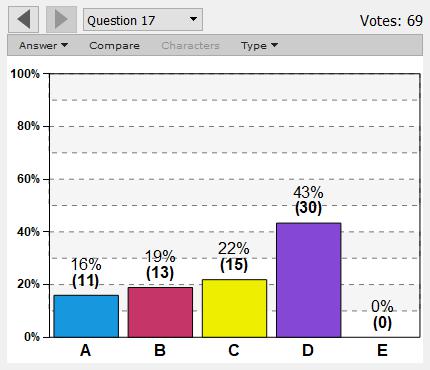 Question 17
Votes: 69
Answer
Compare
Characters
Type
100%
80%
60%
40%
20%
0%
16%
(11)
19%
(13)
22%
(15)
43%
(30)
0%
(0)
A B C D E